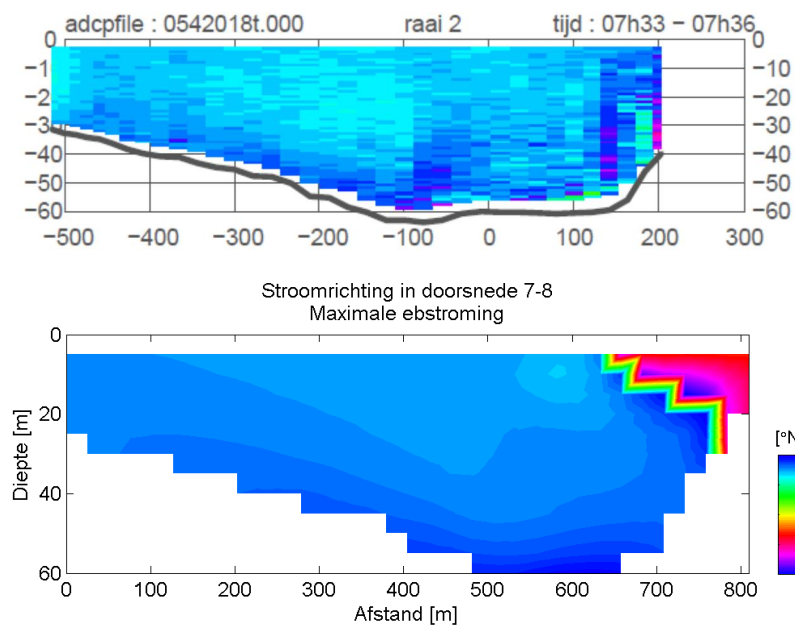 adcpfile : 0542018t.000 raai 2 tijd : 07h33 − 07h36
0 0
−1 −10
−2 −20
−3 −30
−40 −40
−50 −50
−60 −60
−500 −400 −300 −200 −100 0 100 200 300
Stroomrichting in doorsnede 7-8
Maximale ebstroming
0
20
40
60
Diepte [m]
[°N
0 100 200 300 400 500 600 700 800
Afstand [m]